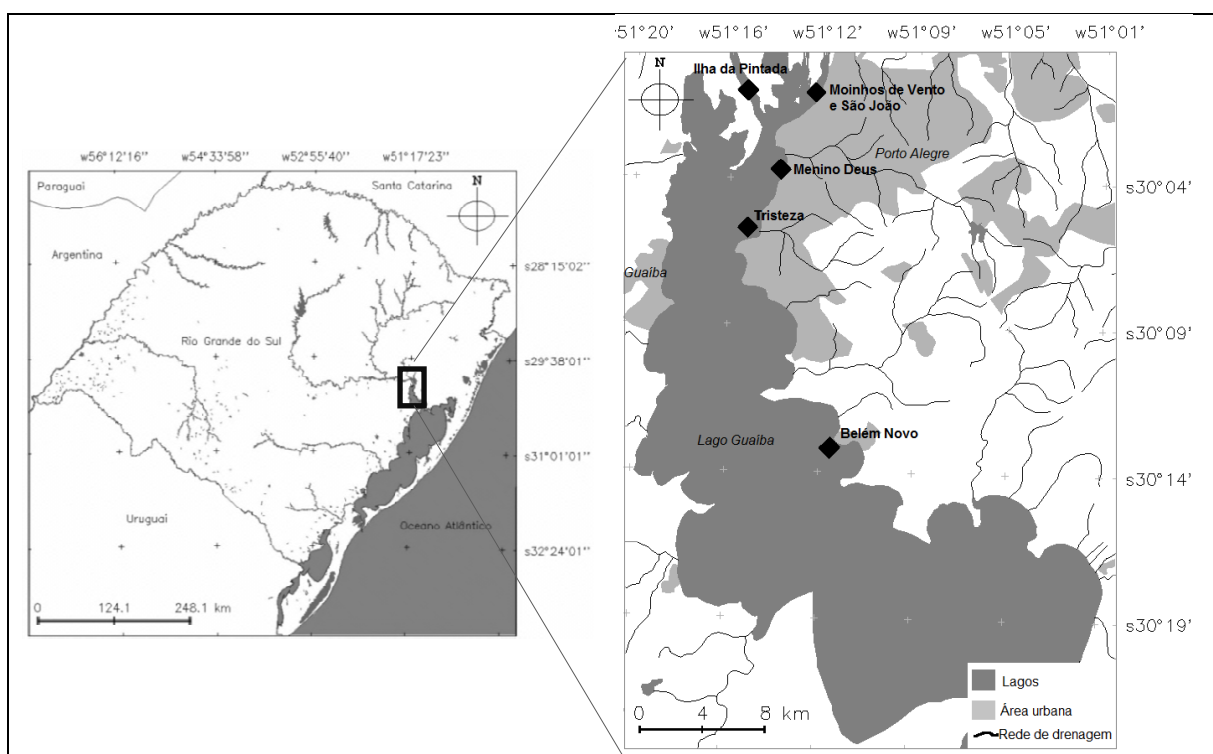 w56°12'16" w54°33'58" w52°55'40" w51°17'23"
Paraguai
Santa Catarina
N
Argentina
s28°15'02"
Rio Grande do Sul
s29°38'01"
s31°01'01"
Uruguai
Oceano Atlântico
s32°24'01"
0 124.1 248.1 km
w51°20' w51°16' w51°12' w51°09' w51°05' w51°01'
N
Ilha da Pintada
Moinhos de Vento
e São João
Porto Alegre
Menino Deus
s30°04'
Tristeza
Guaíba
s30°09'
Belém Novo
Lago Guaíba
s30°14'
s30°19'
Lagos
Área urbana
Rede de drenagem
0 4 8 km